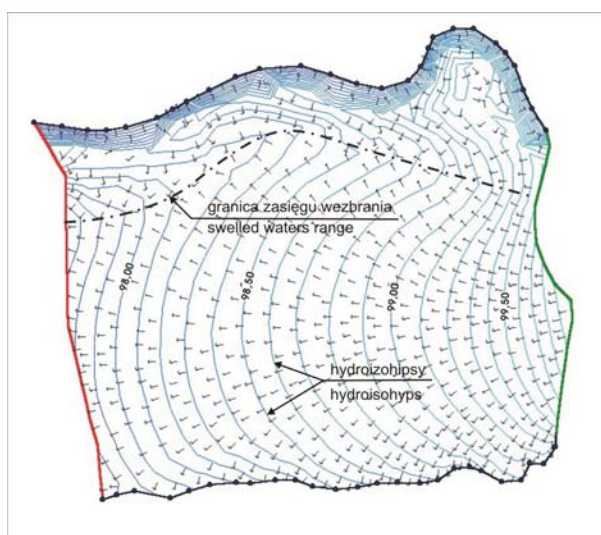 granica zasięgu wezbrania
swelled waters range
98,00
98,50
99,00
99,50
hydroizohipsy
hydroisohyps